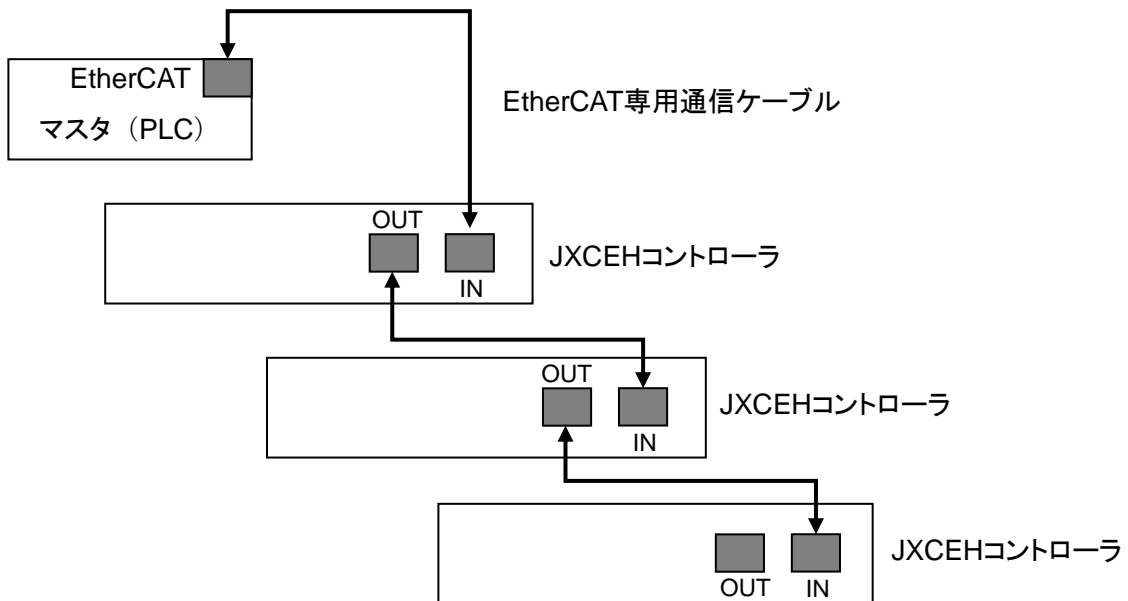 EtherCAT
マスタ（PLC）
EtherCAT専用通信ケーブル
OUT
IN
JXCEHコントローラ
OUT
IN
JXCEHコントローラ
OUT
IN
JXCEHコントローラ